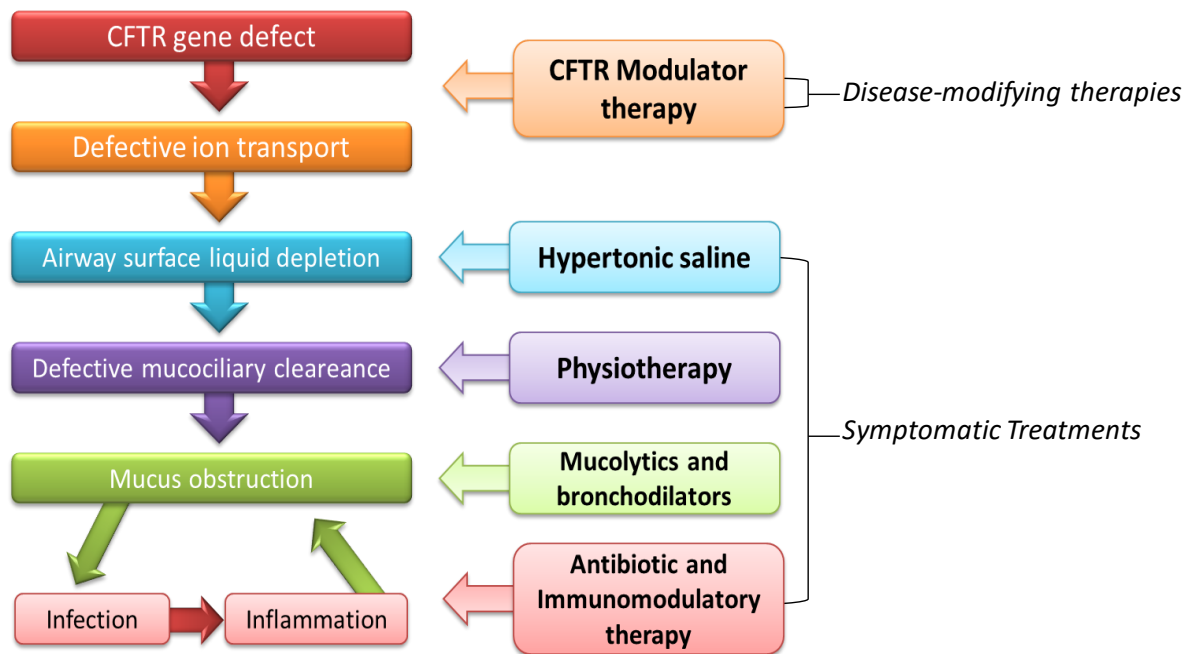 CFTR gene defect
CFTR Modulator
therapy
Disease-modifying therapies
Defective ion transport
Airway surface liquid depletion
Hypertonic saline
Defective mucociliary cleareance
Physiotherapy
Symptomatic Treatments
Mucus obstruction
Mucolytics and
bronchodilators
Infection
Inflammation
Antibiotic and
Immunomodulatory
therapy